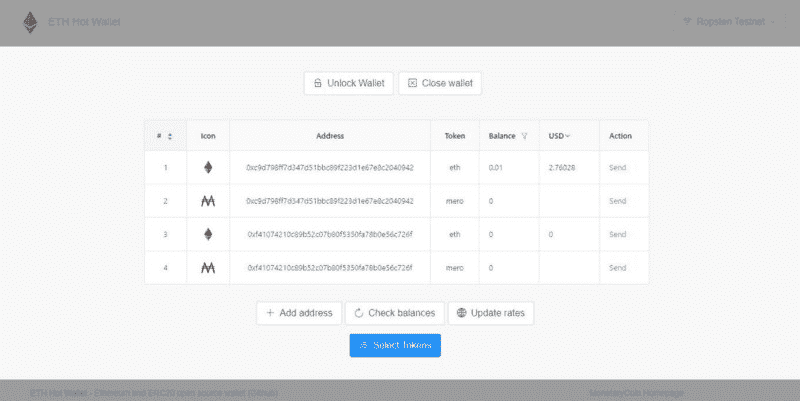 ETH Hot Wallet
Ropsten Testnet
Unlock Wallet Close wallet
# Icon Address Token Balance USD Action
1 0xc9d798ff7d347d51bbc89f223d1e67e8c2040942 eth 0.01 2.76028 Send
2 0xc9d798ff7d347d51bbc89f223d1e67e8c2040942 mero 0 Send
3 0xf41074210c89b52c07b80f5350fa78b0e56c726f eth 0 0 Send
4 0xf41074210c89b52c07b80f5350fa78b0e56c726f mero 0 Send
Add address Check balances Update rates
Select Tokens
ETH Hot Wallet - Ethereum and ERC20 open source wallet (Github)
MonetaryCoin Homepage